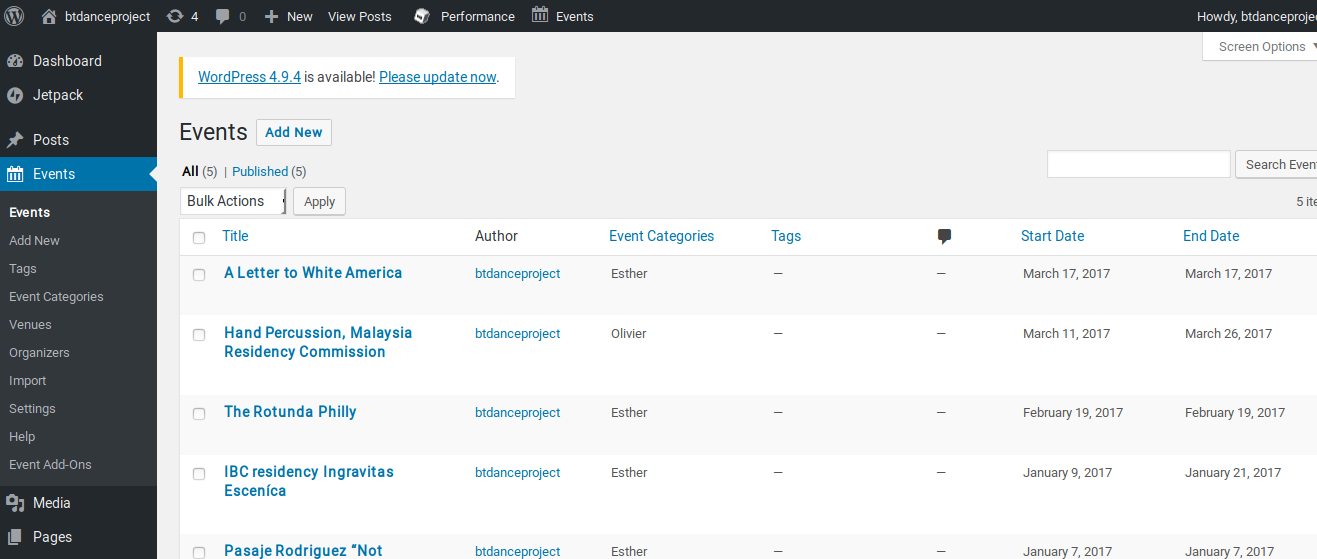 btdanceproject 4 0 New View Posts Performance Events Howdy, btdanceprojec
Screen Options
Dashboard
Jetpack
Posts
Events
Events
Add New
Tags
Event Categories
Venues
Organizers
Import
Settings
Help
Event Add-Ons
Media
Pages
WordPress 4.9.4 is available! Please update now.
Events Add New
All (5) | Published (5)
Search Even
Bulk Actions Apply
5 ite
Title Author Event Categories Tags Start Date End Date
A Letter to White America btdanceproject Esther — — March 17, 2017 March 17, 2017
Hand Percussion, Malaysia btdanceproject Olivier — — March 11, 2017 March 26, 2017
Residency Commission
The Rotunda Philly btdanceproject Esther — — February 19, 2017 February 19, 2017
IBC residency Ingravitas btdanceproject Esther — — January 9, 2017 January 21, 2017
Esceníca
Pasaje Rodriguez “Not btdanceproject Esther — — January 7, 2017 January 7, 2017